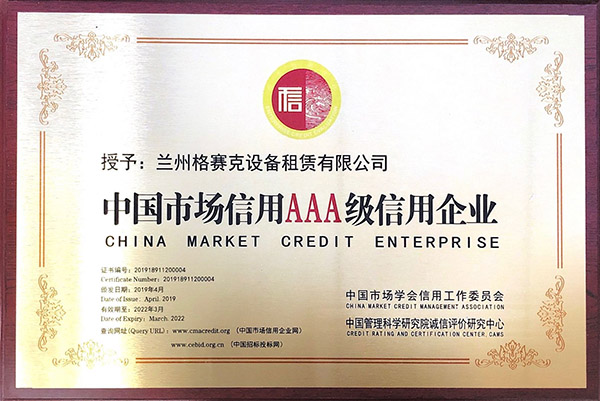 信
授予：兰州格赛克设备租赁有限公司
中国市场信用AAA级信用企业
CHINA MARKET CREDIT ENTERPRISE
证书编号：201918911200004
Certificate Number：201918911200004
颁发日期：2019年4月
Date of Issue：April. 2019
有效期至：2022年3月
Date of Expiry：March. 2022
查询网址(Query URL)：www.cmacredit.org （中国市场信用企业网）
www.cebid.org.cn （中国招标投标网）
中国市场学会信用工作委员会
CHINA MARKET CREDIT MANAGEMENT ASSOCIATION
中国管理科学研究院诚信评价研究中心
CREDIT RATING AND CERTIFICATION CENTER, CAMS